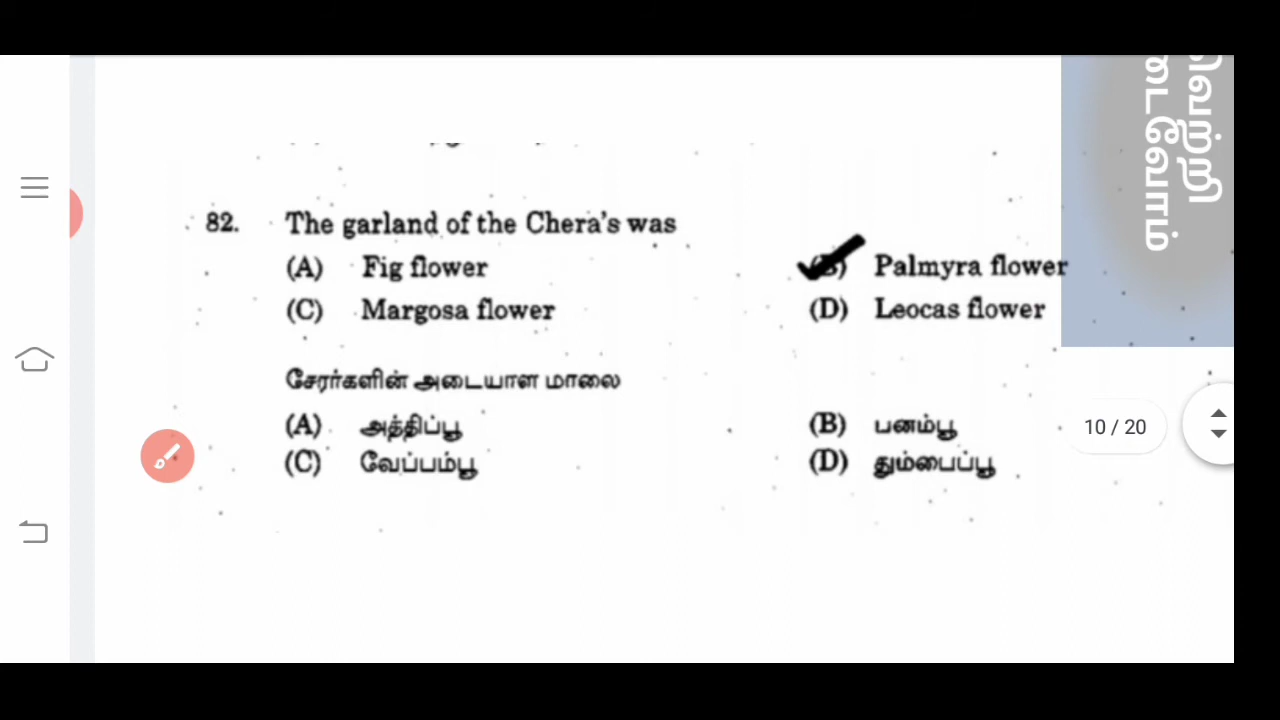 வெற்றி
டைவோம்
82. The garland of the Chera's was
(A) Fig flower (B) Palmyra flower
(C) Margosa flower (D) Leocas flower
சேரர்களின் அடையாள மாலை
(A) அத்திப்பூ (B) பனம்பூ
(C) வேப்பம்பூ (D) தும்பைப்பூ
10 / 20